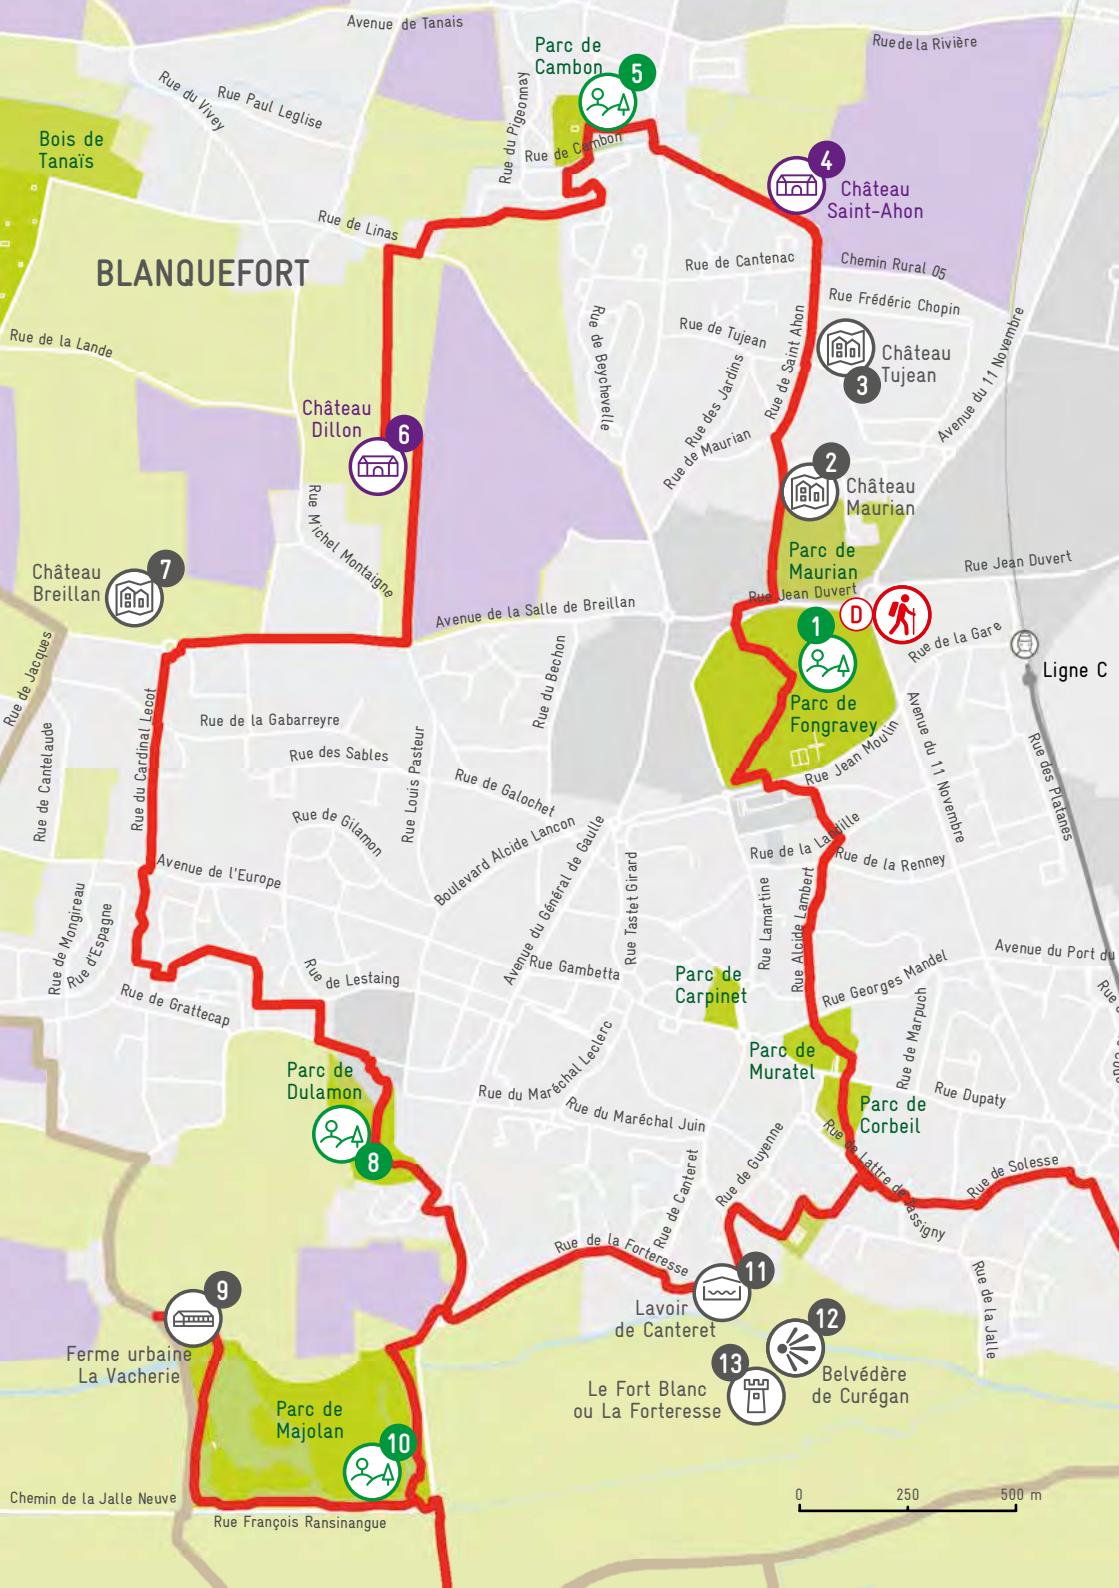 Avenue de Tanais
Rue de la Rivière
Parc de
Cambon
5
Rue du Vivey
Rue Paul Leglise
Rue du Pigeonnay
Rue de Cambon
Bois de
Tanaïs
4
Château
Saint-Ahon
Rue de Linas
BLANQUEFORT
Rue de Cantenac
Chemin Rural 05
Rue Frédéric Chopin
Rue de la Lande
Rue de Beychevelle
Rue de Tujean
Rue de Saint Ahon
Château
Tujean
3
Avenue du 11 Novembre
Rue des Jardins
Rue de Maurian
Château
Dillon
6
2
Château
Maurian
Rue Michel Montaigne
Parc de
Maurian
Rue Jean Duvert
Rue Jean Duvert
Château
Breillan
7
Avenue de la Salle de Breillan
1
D
Rue de la Gare
Ligne C
Rue de Jacques
Rue du Bechon
Parc de
Fongravey
Rue Jean Moulin
Avenue du 11 Novembre
Rue des Platanes
Rue du Cardinal Lecot
Rue de la Gabarreyre
Rue des Sables
Rue Louis Pasteur
Rue de Cantelaude
Rue de Galochet
Rue de Gilamon
Boulevard Alcide Lancon
Avenue du Général de Gaulle
Rue Tastet Girard
Rue de la Landille
Rue de la Renney
Avenue de l'Europe
Rue de Mongireau
Rue d'Espagne
Rue Lamartine
Rue Alcide Lambert
Rue de Lestaing
Rue Gambetta
Parc de
Carpinet
Rue Georges Mandel
Avenue du Port du
Rue de Grattecap
Rue de Marpuch
Parc de
Muratel
Parc de
Dulamon
8
Rue du Maréchal Leclerc
Rue du Maréchal Juin
Rue Dupaty
Parc de
Corbeil
Rue de Lattre de Tassigny
Rue de Guyenne
Rue de Canteret
Rue de Solesse
Rue de la Forteresse
Rue de la Jalle
9
Ferme urbaine
La Vacherie
11
Lavoir
de Canteret
12
Belvédère
de Curégan
13
Le Fort Blanc
ou La Forteresse
Parc de
Majolan
10
Chemin de la Jalle Neuve
Rue François Ransinangue
0 250 500 m